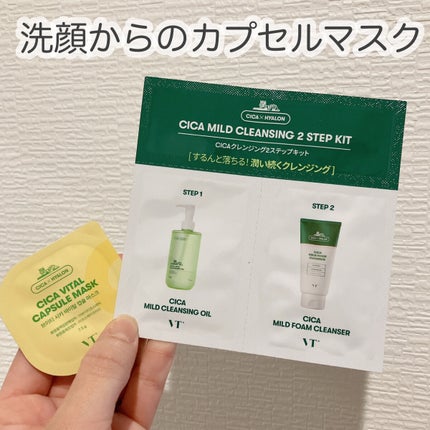 洗顔からのカプセルマスク
CICA × HYALON
CICA MILD CLEANSING 2 STEP KIT
CICAクレンジング2ステップキット
[するんと落ちる! 潤い続くクレンジング]
STEP 1
CICA
MILD CLEANSING OIL
VT
STEP 2
CICA
MILD FOAM CLEANSER
VT
CICA × HYALON
CICA VITAL
CAPSULE MASK
VT